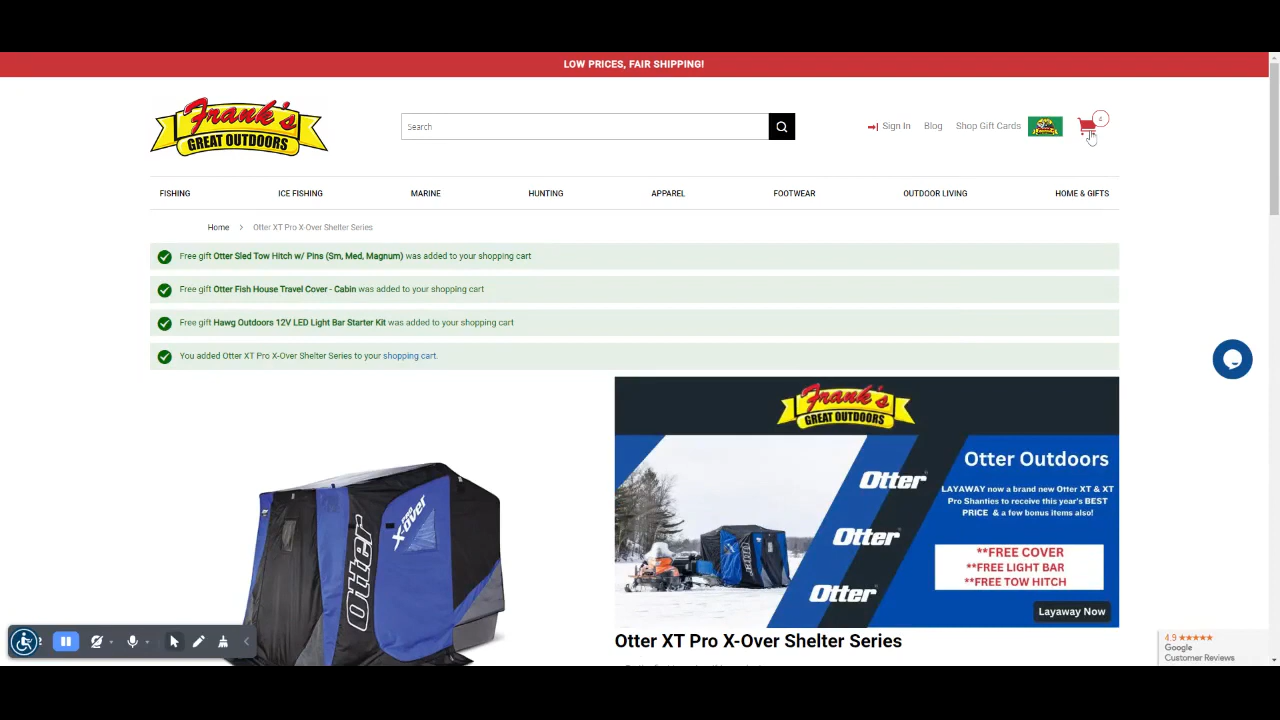 LOW PRICES, FAIR SHIPPING!
Frank's
GREAT OUTDOORS
Search
Sign In
Blog
Shop Gift Cards
4
FISHING
ICE FISHING
MARINE
HUNTING
APPAREL
FOOTWEAR
OUTDOOR LIVING
HOME & GIFTS
Home > Otter XT Pro X-Over Shelter Series
Free gift Otter Sled Tow Hitch w/ Pins (Sm, Med, Magnum) was added to your shopping cart
Free gift Otter Fish House Travel Cover - Cabin was added to your shopping cart
Free gift Hawg Outdoors 12V LED Light Bar Starter Kit was added to your shopping cart
You added Otter XT Pro X-Over Shelter Series to your shopping cart.
Otter
X-OVER
Frank's
GREAT OUTDOORS
Otter
Otter
Otter
Otter Outdoors
LAYAWAY now a brand new Otter XT & XT
Pro Shanties to receive this year's BEST
PRICE & a few bonus items also!
**FREE COVER
**FREE LIGHT BAR
**FREE TOW HITCH
Layaway Now
Otter XT Pro X-Over Shelter Series
4.9 ★★★★★
Google
Customer Reviews